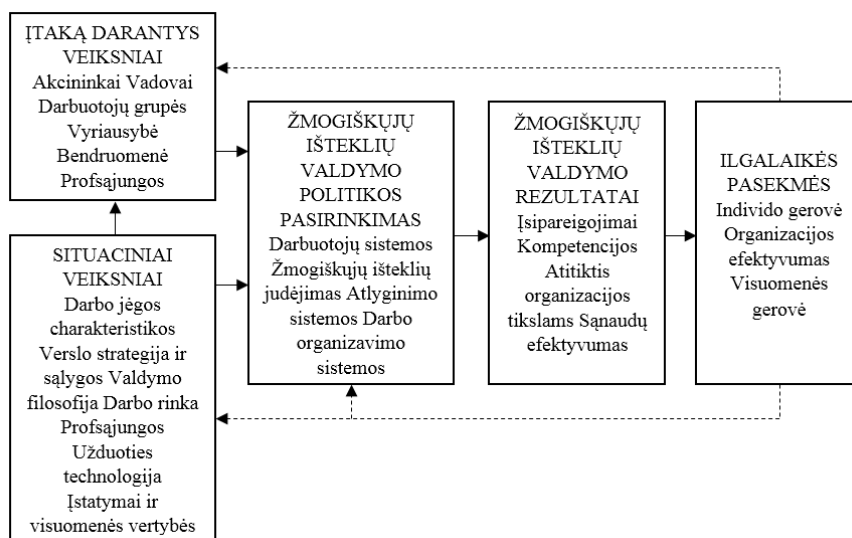 ĮTAKĄ DARANTYS
VEIKSNIAI
Akcininkai Vadovai
Darbuotojų grupės
Vyriausybė
Bendruomenė
Profsąjungos
SITUACINIAI
VEIKSNIAI
Darbo jėgos
charakteristikos
Verslo strategija ir
sąlygos Valdymo
filosofija Darbo rinka
Profsąjungos
Užduoties
technologija
Įstatymai ir
visuomenės vertybės
ŽMOGIŠKŲJŲ
IŠTEKLIŲ
VALDYMO
POLITIKOS
PASIRINKIMAS
Darbuotojų sistemos
Žmogiškųjų išteklių
judėjimas Atlyginimo
sistemos Darbo
organizavimo
sistemos
ŽMOGIŠKŲJŲ
IŠTEKLIŲ
VALDYMO
REZULTATAI
Įsipareigojimai
Kompetencijos
Atitiktis
organizacijos
tikslams Sąnaudų
efektyvumas
ILGALAIKĖS
PASEKMĖS
Individo gerovė
Organizacijos
efektyvumas
Visuomenės
gerovė